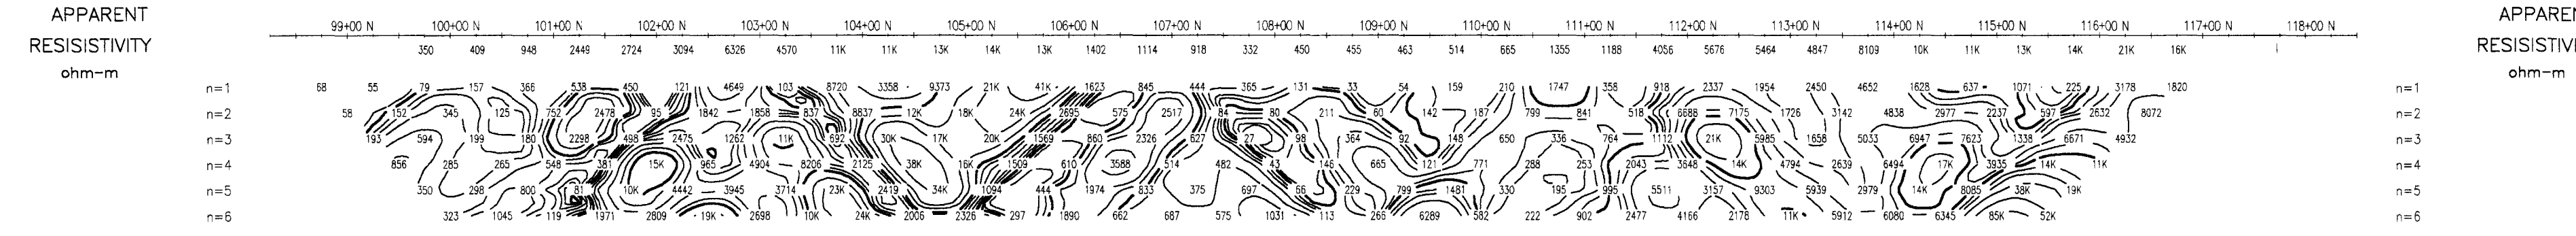 APPARENT
RESISISTIVITY
ohm-m
99+00 N 100+00 N 101+00 N 102+00 N 103+00 N 104+00 N 105+00 N 106+00 N 107+00 N 108+00 N 109+00 N 110+00 N 111+00 N 112+00 N 113+00 N 114+00 N 115+00 N 116+00 N 117+00 N 118+00 N
350 409 948 2449 2724 3094 6326 4570 11K 11K 13K 14K 13K 1402 1114 918 332 450 455 463 514 665 1355 1188 4056 5676 5464 4847 8109 10K 11K 13K 14K 21K 16K
n=1 68 55 79 157 366 538 450 121 4649 103 8720 3358 9373 21K 41K 1623 845 444 365 131 33 54 159 210 1747 358 918 2337 1954 2450 4652 1628 637 1071 225 3178 1820 n=1
n=2 58 152 345 125 752 2478 95 1842 1858 837 8837 12K 18K 24K 2695 575 2517 84 80 211 60 142 187 799 841 518 6688 7175 1726 3142 4838 2977 2237 597 2632 8072 n=2
n=3 193 594 199 180 2298 498 2475 1262 11K 692 30K 17K 20K 1569 860 2326 627 27 98 364 92 148 650 336 764 1112 21K 5985 1658 5033 6947 7623 1338 6671 4932 n=3
n=4 856 285 265 548 381 15K 965 4904 8206 2125 38K 16K 1509 610 3588 514 482 43 146 665 121 771 288 253 2043 3648 14K 4794 2639 6494 17K 3935 14K 11K n=4
n=5 350 298 800 81 10K 4442 3945 3714 23K 2419 34K 1094 444 1974 833 375 697 66 229 799 1481 330 195 995 5511 3157 9303 5939 2979 14K 8085 38K 19K n=5
n=6 323 1045 119 1971 2809 19K 2698 10K 24K 2006 2326 297 1890 662 687 575 1031 113 266 6289 582 222 902 2477 4166 2178 11K 5912 6080 6345 85K 52K n=6
APPAREN
RESISISTIV
ohm-m